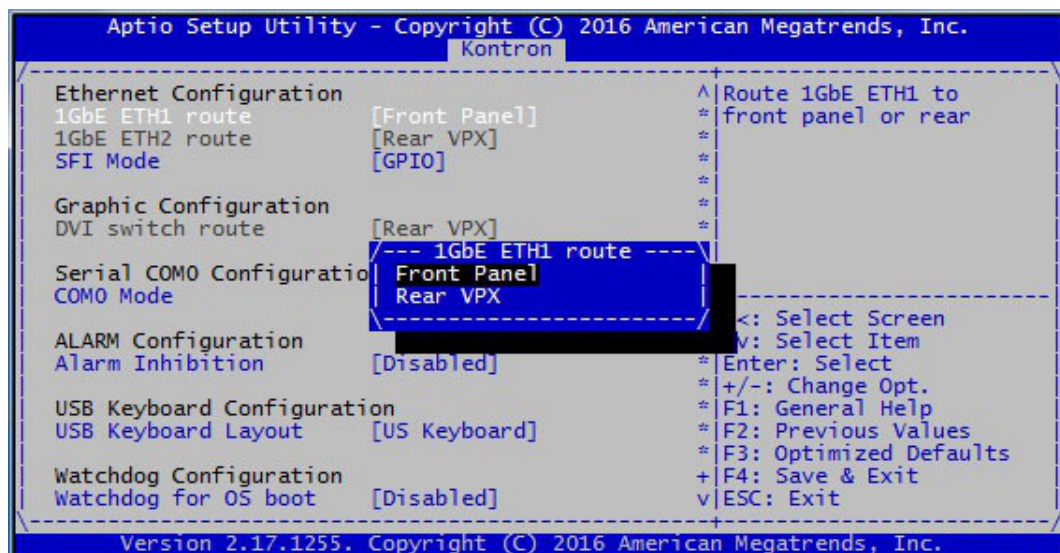 Aptio Setup Utility - Copyright (C) 2016 American Megatrends, Inc.
Kontron
Ethernet Configuration
1GbE ETH1 route [Front Panel]
1GbE ETH2 route [Rear VPX]
SFI Mode [GPIO]
Graphic Configuration
DVI switch route [Rear VPX]
Serial COM0 Configuratio
COM0 Mode
ALARM Configuration
Alarm Inhibition [Disabled]
USB Keyboard Configuration
USB Keyboard Layout [US Keyboard]
Watchdog Configuration
Watchdog for OS boot [Disabled]
1GbE ETH1 route
Front Panel
Rear VPX
Route 1GbE ETH1 to
front panel or rear
<: Select Screen
v: Select Item
Enter: Select
+/-: Change Opt.
F1: General Help
F2: Previous Values
F3: Optimized Defaults
F4: Save & Exit
ESC: Exit
Version 2.17.1255. Copyright (C) 2016 American Megatrends, Inc.